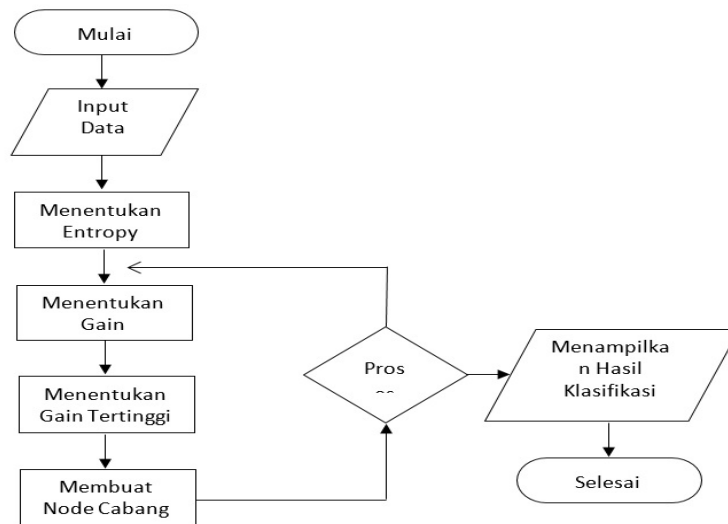 Mulai
Input
Data
Menentukan
Entropy
Menentukan
Gain
Menentukan
Gain Tertinggi
Membuat
Node Cabang
Pros
Menampilka
n Hasil
Klasifikasi
Selesai